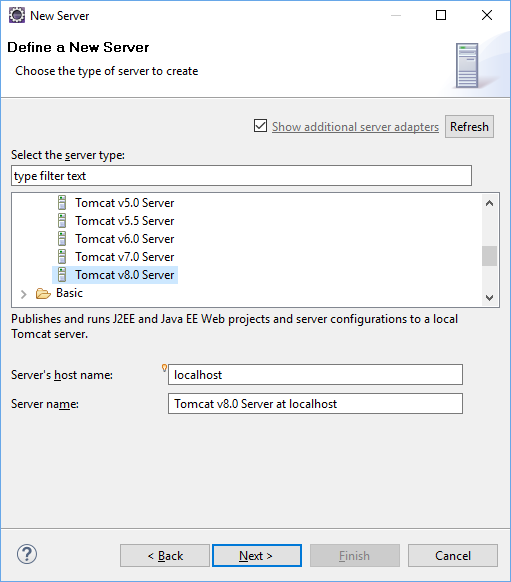 New Server
Define a New Server
Choose the type of server to create
Show additional server adapters Refresh
Select the server type:
type filter text
Tomcat v5.0 Server
Tomcat v5.5 Server
Tomcat v6.0 Server
Tomcat v7.0 Server
Tomcat v8.0 Server
Basic
Publishes and runs J2EE and Java EE Web projects and server configurations to a local
Tomcat server.
Server's host name: localhost
Server name: Tomcat v8.0 Server at localhost
? < Back Next > Finish Cancel